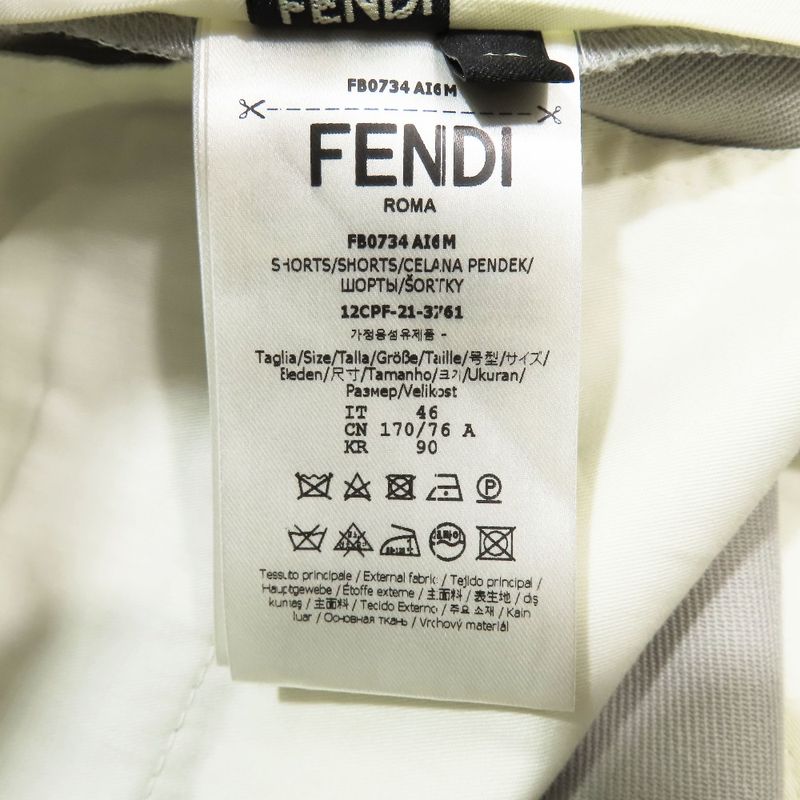 FENDI
FB0734 AI6M
FENDI
ROMA
FB0734 AI6M
SHORTS/SHORTS/CELANA PENDEK/
ШОРТЫ/ŠORTKY
12CPF-21-3761
가정용섬유제품 -
Taglia/Size/Talla/Größe/Taille/号型/サイズ/
Beden/尺寸/Tamanho/크기/Ukuran/
Размер/Velikost
IT 46
CN 170/76 A
KR 90
P
Tessuto principale / External fabric / Tejido principal /
Hauptgewebe / Étoffe externe / 主面料 / 表生地 / dış
kumaş / 主面料 / Tecido Externo / 주요 소재 / Kain
luar / Основная ткань / Vrchový materiál